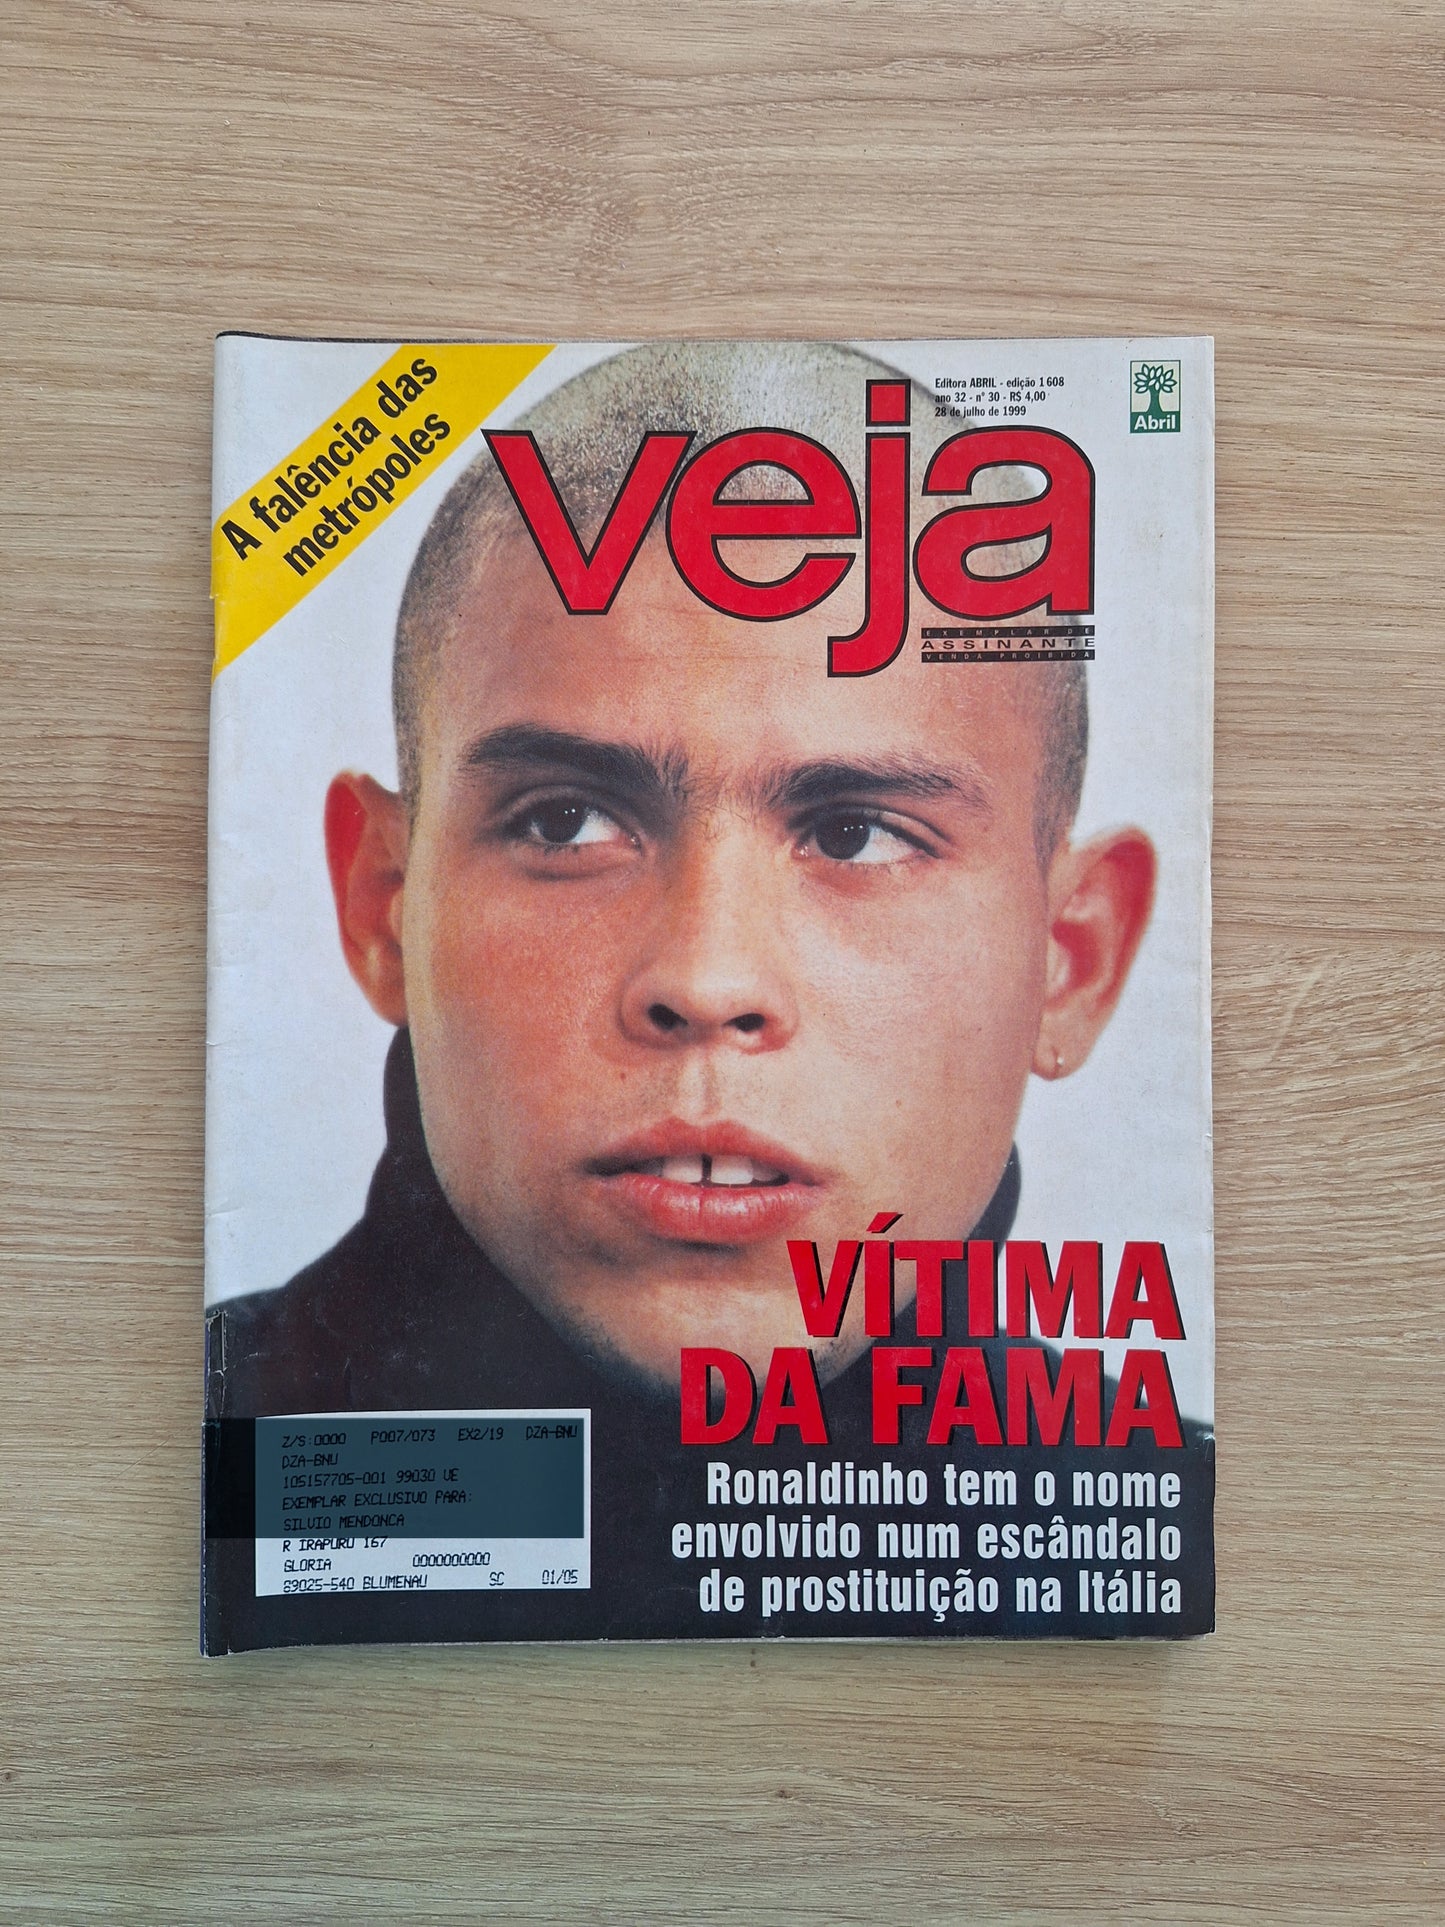 A falência das
metrópoles
Editora ABRIL - edição 1608
ano 32 - nº 30 - R$ 4,00
28 de julho de 1999
Abril
veja
EXEMPLAR DE
ASSINANTE
VENDA PROIBIDA
VÍTIMA
DA FAMA
Ronaldinho tem o nome
envolvido num escândalo
de prostituição na Itália
Z/S:0000 P007/073 EX2/19 DZA-BNU
DZA-BNU
105157705-001 99030 VE
EXEMPLAR EXCLUSIVO PARA:
SILVIO MENDONCA
R IRAPURU 167
GLORIA 0000000000
89025-540 BLUMENAU SC 01/05